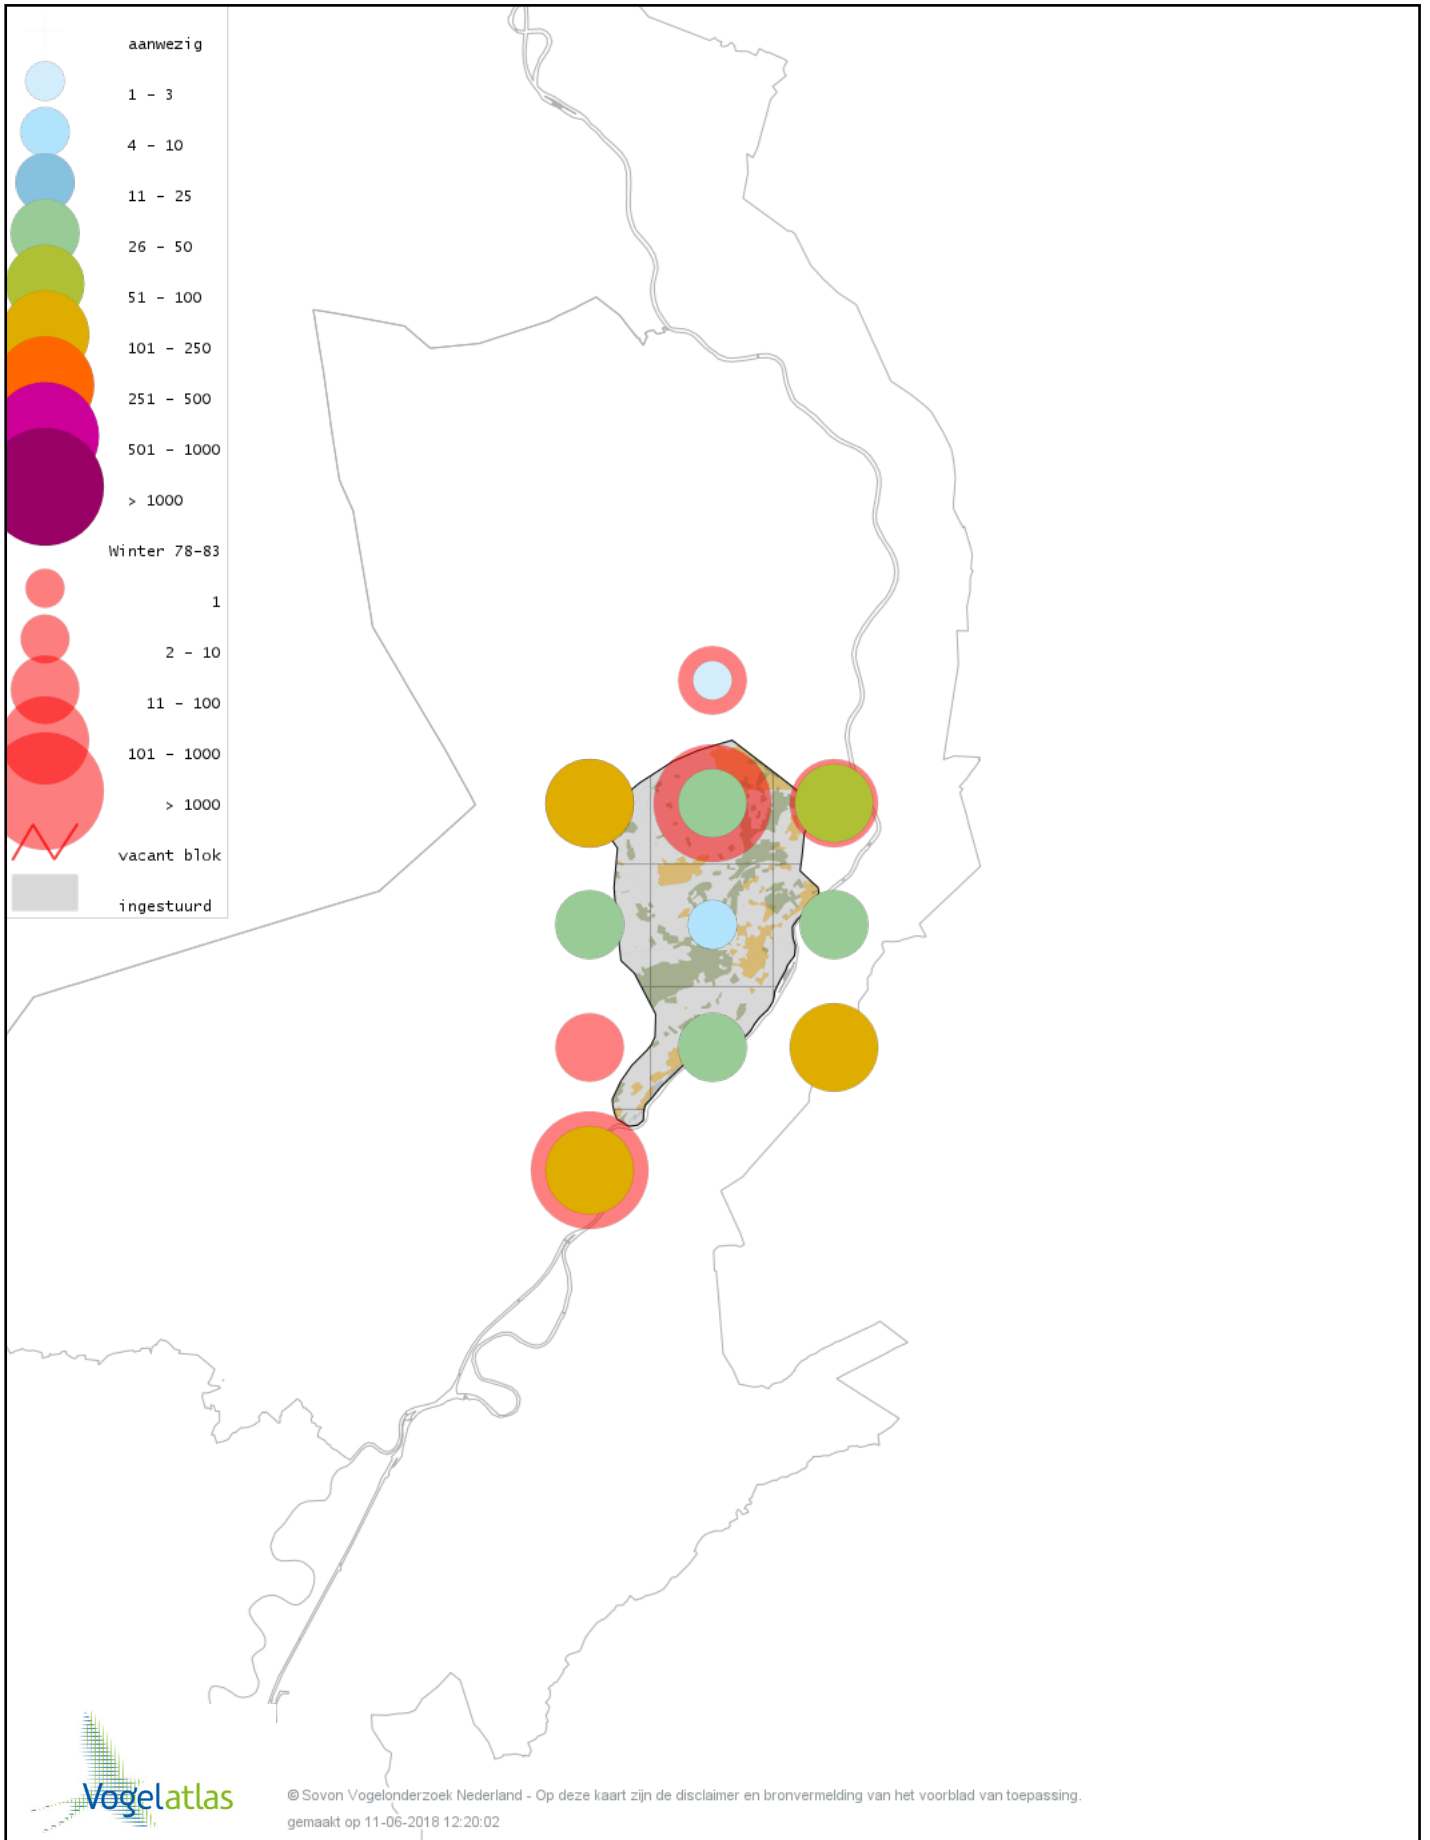 aanwezig
1 - 3
4 - 10
11 - 25
26 - 50
51 - 100
101 - 250
251 - 500
501 - 1000
> 1000
Winter 78-83
1
2 - 10
11 - 100
101 - 1000
> 1000
vacant blok
ingestuurd
Vogelatlas
© Sovon Vogelonderzoek Nederland - Op deze kaart zijn de disclaimer en bronvermelding van het voorblad van toepassing.
gemaakt op 11-06-2018 12:20:02